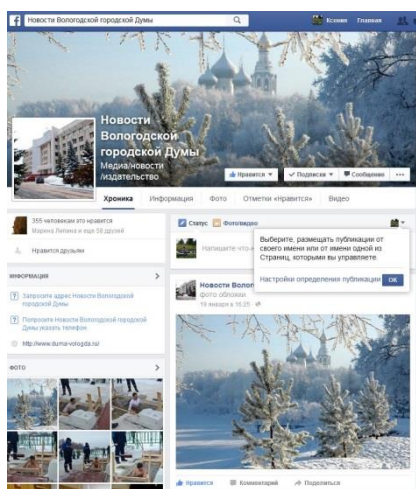 Новости Вологодской городской Думы
Ксения Главная
Новости
Вологодской
городской Думы
Медиа/новости
/издательство
Нравится
Подписки
Сообщение
Хроника
Информация
Фото
Отметки «Нравится»
Видео
355 человекам это нравится
Марина Липина и еще 58 друзей
Нравится друзьям
ИНФОРМАЦИЯ
Запросите адрес Новости Вологодской
городской Думы
Попросите Новости Вологодской городской
Думы указать телефон
http://www.duma-vologda.ru/
ФОТО
Статус
Фото/видео
Напишите что-н
Выберите, размещать публикации от
своего имени или от имени одной из
Страниц, которыми вы управляете.
Настройки определения публикации
ОК
Новости Волог
фото обложки
19 января в 16:25
Нравится
Комментарий
Поделиться